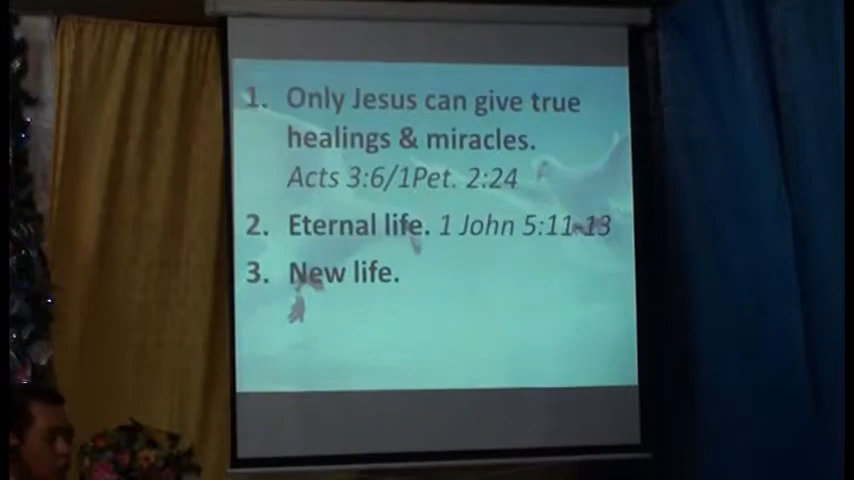 1. Only Jesus can give true
healings & miracles.
Acts 3:6/1Pet. 2:24
2. Eternal life. 1 John 5:11-13
3. New life.